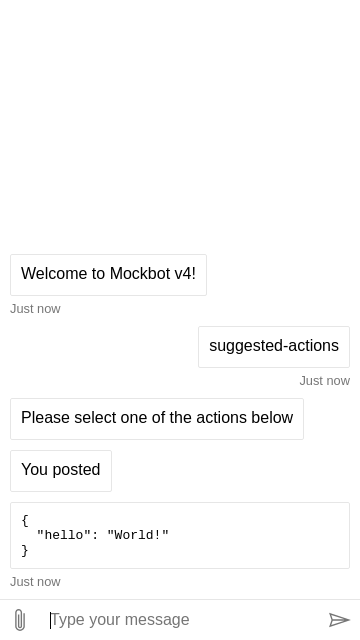 Welcome to Mockbot v4!
Just now
suggested-actions
Just now
Please select one of the actions below
You posted
{
  "hello": "World!"
}
Just now
Type your message